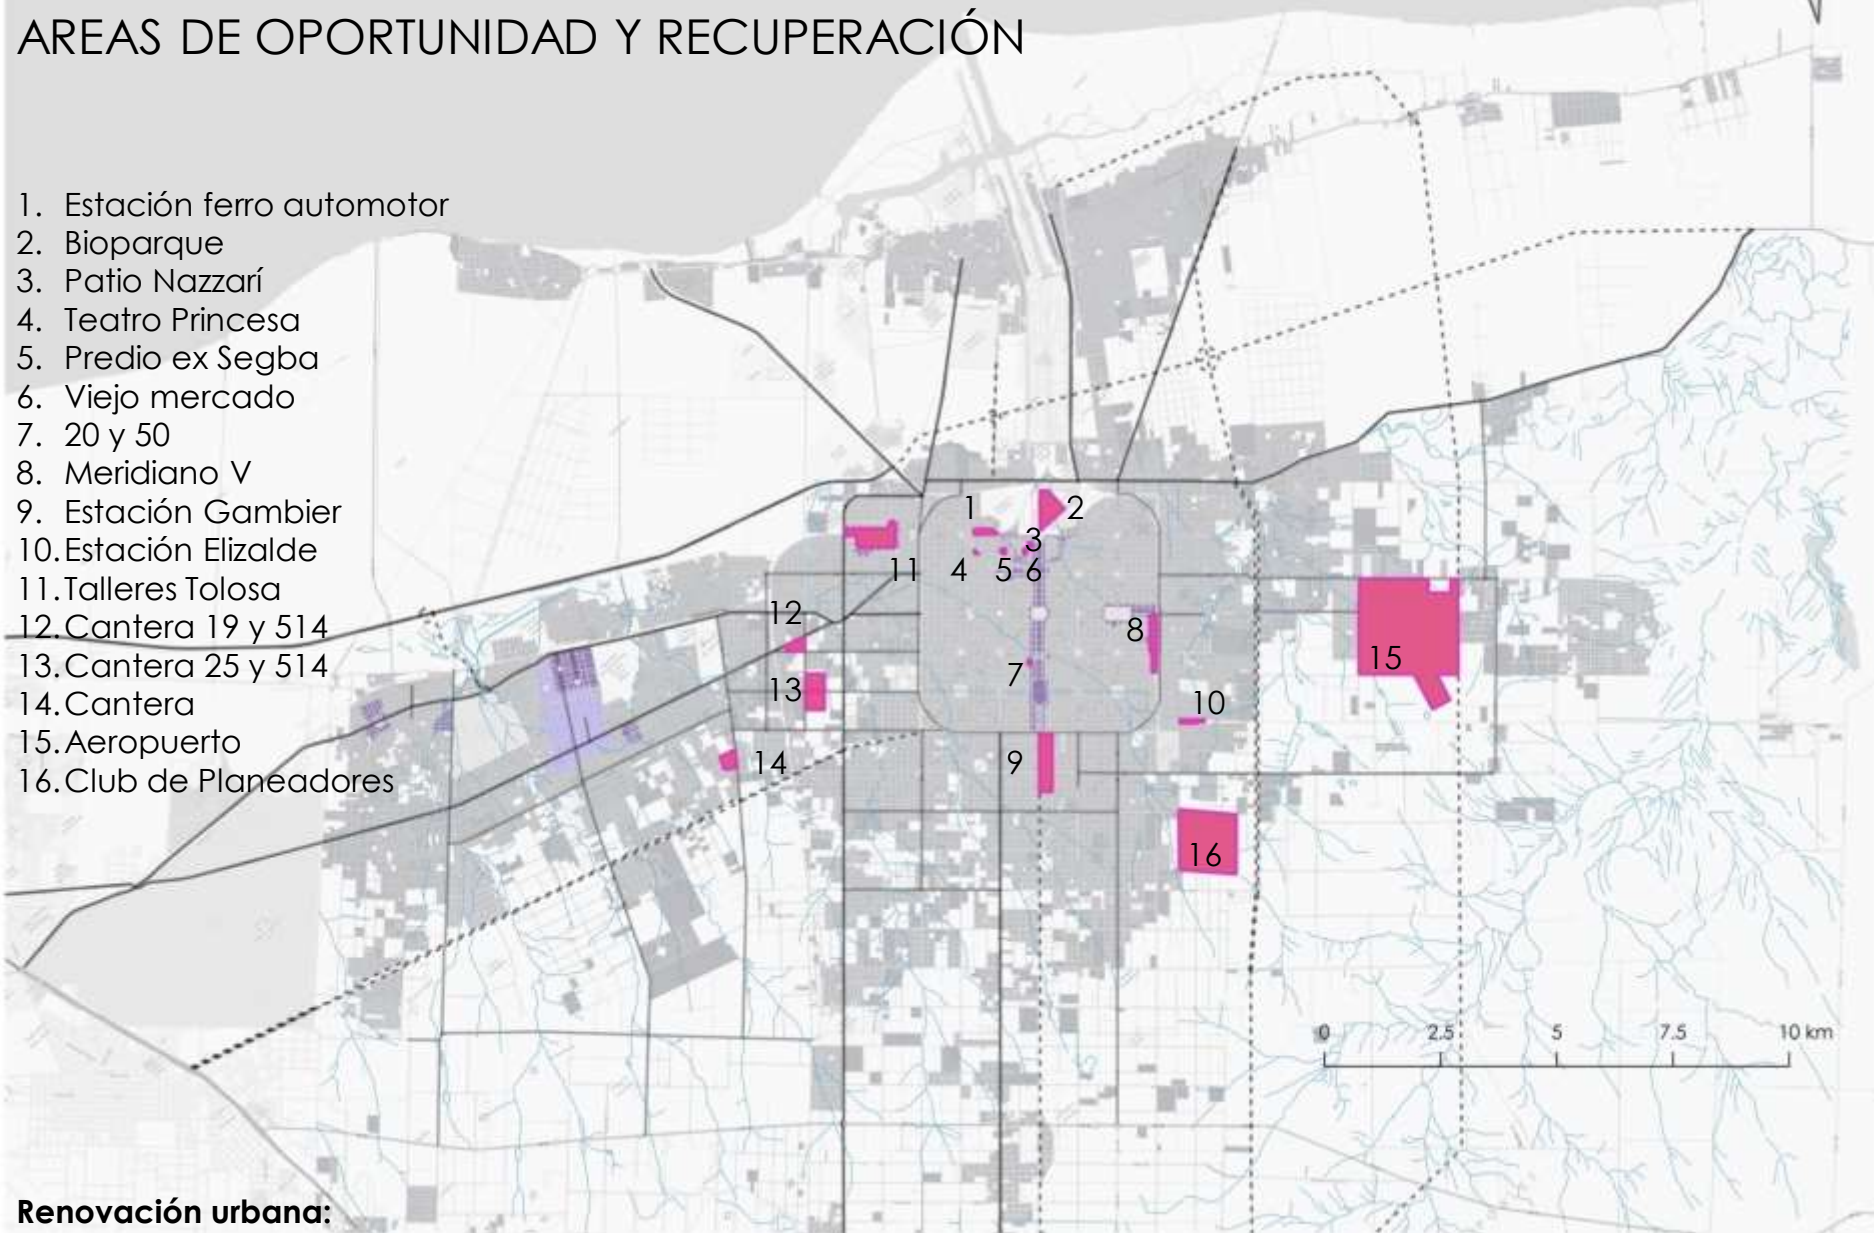 AREAS DE OPORTUNIDAD Y RECUPERACIÓN
1. Estación ferro automotor
2. Bioparque
3. Patio Nazzarí
4. Teatro Princesa
5. Predio ex Segba
6. Viejo mercado
7. 20 y 50
8. Meridiano V
9. Estación Gambier
10. Estación Elizalde
11. Talleres Tolosa
12. Cantera 19 y 514
13. Cantera 25 y 514
14. Cantera
15. Aeropuerto
16. Club de Planeadores
1
2
3
11
4
5
6
12
8
15
7
13
10
14
9
16
0 2.5 5 7.5 10 km
Renovación urbana: